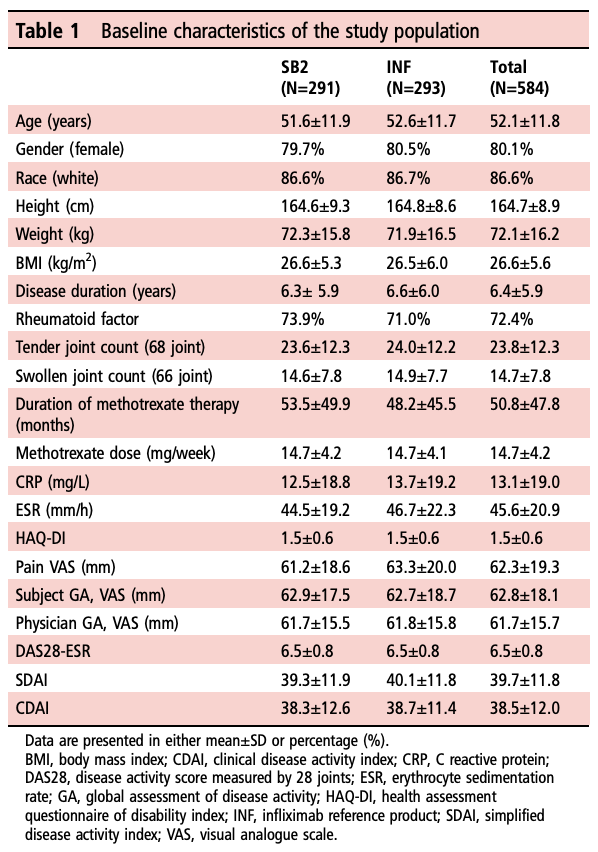 Table 1 Baseline characteristics of the study population
SB2 (N=291) INF (N=293) Total (N=584)
Age (years) 51.6±11.9 52.6±11.7 52.1±11.8
Gender (female) 79.7% 80.5% 80.1%
Race (white) 86.6% 86.7% 86.6%
Height (cm) 164.6±9.3 164.8±8.6 164.7±8.9
Weight (kg) 72.3±15.8 71.9±16.5 72.1±16.2
BMI (kg/m²) 26.6±5.3 26.5±6.0 26.6±5.6
Disease duration (years) 6.3± 5.9 6.6±6.0 6.4±5.9
Rheumatoid factor 73.9% 71.0% 72.4%
Tender joint count (68 joint) 23.6±12.3 24.0±12.2 23.8±12.3
Swollen joint count (66 joint) 14.6±7.8 14.9±7.7 14.7±7.8
Duration of methotrexate therapy 53.5±49.9 48.2±45.5 50.8±47.8
(months)
Methotrexate dose (mg/week) 14.7±4.2 14.7±4.1 14.7±4.2
CRP (mg/L) 12.5±18.8 13.7±19.2 13.1±19.0
ESR (mm/h) 44.5±19.2 46.7±22.3 45.6±20.9
HAQ-DI 1.5±0.6 1.5±0.6 1.5±0.6
Pain VAS (mm) 61.2±18.6 63.3±20.0 62.3±19.3
Subject GA, VAS (mm) 62.9±17.5 62.7±18.7 62.8±18.1
Physician GA, VAS (mm) 61.7±15.5 61.8±15.8 61.7±15.7
DAS28-ESR 6.5±0.8 6.5±0.8 6.5±0.8
SDAI 39.3±11.9 40.1±11.8 39.7±11.8
CDAI 38.3±12.6 38.7±11.4 38.5±12.0
Data are presented in either mean±SD or percentage (%).
BMI, body mass index; CDAI, clinical disease activity index; CRP, C reactive protein;
DAS28, disease activity score measured by 28 joints; ESR, erythrocyte sedimentation
rate; GA, global assessment of disease activity; HAQ-DI, health assessment
questionnaire of disability index; INF, infliximab reference product; SDAI, simplified
disease activity index; VAS, visual analogue scale.